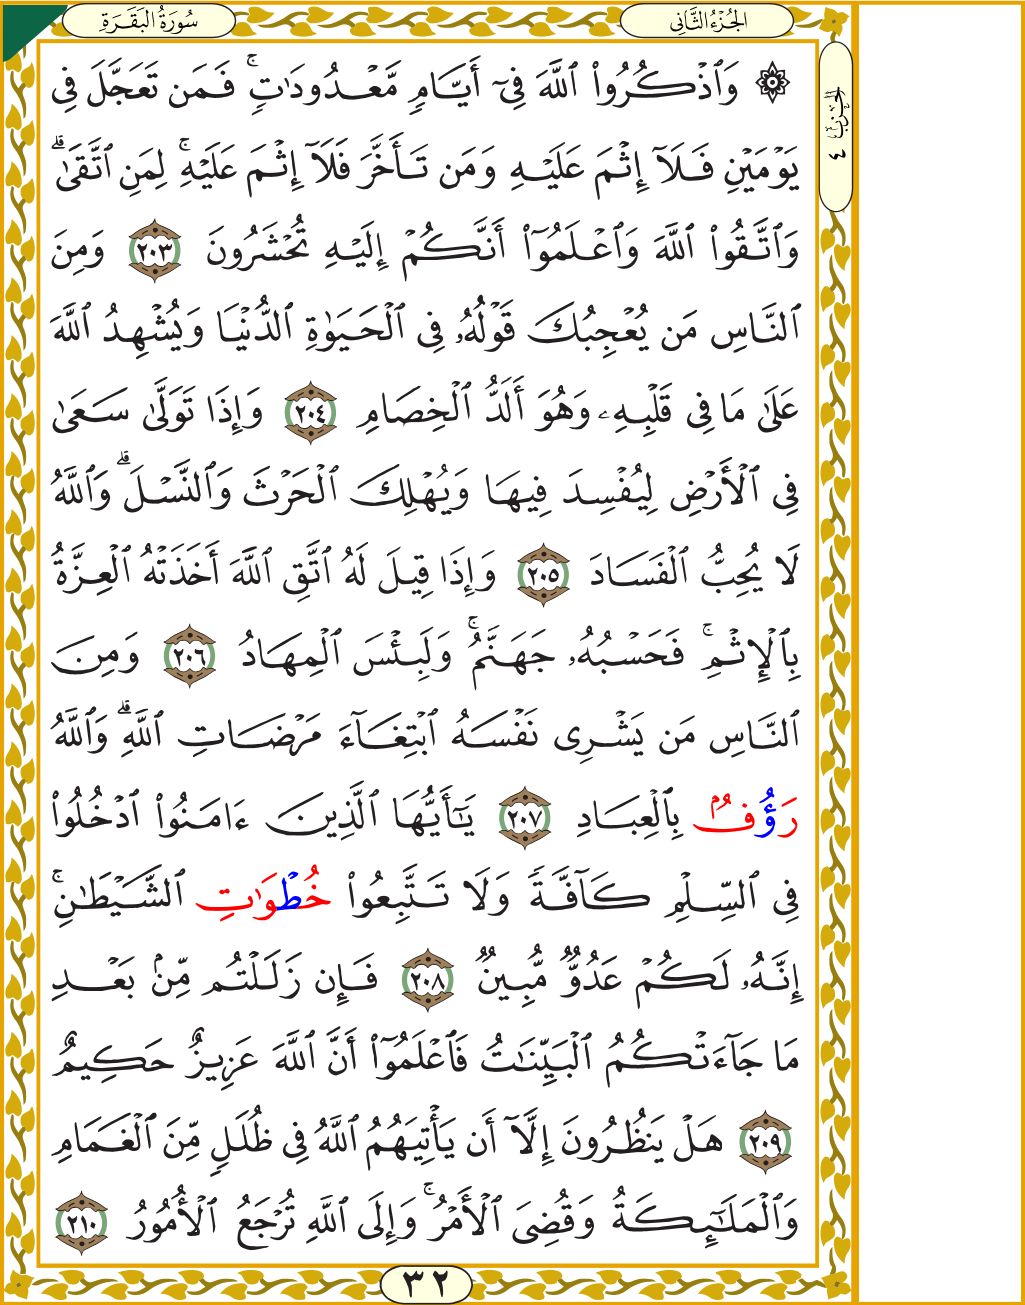 سُورَةُ البَقَرَةِ
الجُزْءُ الثَّانِي
الحِزْبُ ٤
۞ وَٱذْكُرُوا۟ ٱللَّهَ فِىٓ أَيَّامٍۢ مَّعْدُودَٰتٍۢ ۚ فَمَن تَعَجَّلَ فِى
يَوْمَيْنِ فَلَآ إِثْمَ عَلَيْهِ وَمَن تَأَخَّرَ فَلَآ إِثْمَ عَلَيْهِ ۚ لِمَنِ ٱتَّقَىٰ ۗ
وَٱتَّقُوا۟ ٱللَّهَ وَٱعْلَمُوٓا۟ أَنَّكُمْ إِلَيْهِ تُحْشَرُونَ ٢٠٣ وَمِنَ
ٱلنَّاسِ مَن يُعْجِبُكَ قَوْلُهُۥ فِى ٱلْحَيَوٰةِ ٱلدُّنْيَا وَيُشْهِدُ ٱللَّهَ
عَلَىٰ مَا فِى قَلْبِهِۦ وَهُوَ أَلَدُّ ٱلْخِصَامِ ٢٠٤ وَإِذَا تَوَلَّىٰ سَعَىٰ
فِى ٱلْأَرْضِ لِيُفْسِدَ فِيهَا وَيُهْلِكَ ٱلْحَرْثَ وَٱلنَّسْلَ ۗ وَٱللَّهُ
لَا يُحِبُّ ٱلْفَسَادَ ٢٠٥ وَإِذَا قِيلَ لَهُ ٱتَّقِ ٱللَّهَ أَخَذَتْهُ ٱلْعِزَّةُ
بِٱلْإِثْمِ ۚ فَحَسْبُهُۥ جَهَنَّمُ ۚ وَلَبِئْسَ ٱلْمِهَادُ ٢٠٦ وَمِنَ
ٱلنَّاسِ مَن يَشْرِى نَفْسَهُ ٱبْتِغَآءَ مَرْضَاتِ ٱللَّهِ ۗ وَٱللَّهُ
رَؤُفٌۢ بِٱلْعِبَادِ ٢٠٧ يَٰٓأَيُّهَا ٱلَّذِينَ ءَامَنُوا۟ ٱدْخُلُوا۟
فِى ٱلسِّلْمِ كَآفَّةً وَلَا تَتَّبِعُوا۟ خُطْوَٰتِ ٱلشَّيْطَٰنِ ۚ
إِنَّهُۥ لَكُمْ عَدُوٌّ مُّبِينٌ ٢٠٨ فَإِن زَلَلْتُم مِّنۢ بَعْدِ
مَا جَآءَتْكُمُ ٱلْبَيِّنَٰتُ فَٱعْلَمُوٓا۟ أَنَّ ٱللَّهَ عَزِيزٌ حَكِيمٌ
٢٠٩ هَلْ يَنظُرُونَ إِلَّآ أَن يَأْتِيَهُمُ ٱللَّهُ فِى ظُلَلٍ مِّنَ ٱلْغَمَامِ
وَٱلْمَلَٰٓئِكَةُ وَقُضِىَ ٱلْأَمْرُ ۚ وَإِلَى ٱللَّهِ تُرْجَعُ ٱلْأُمُورُ ٢١٠
٣٢